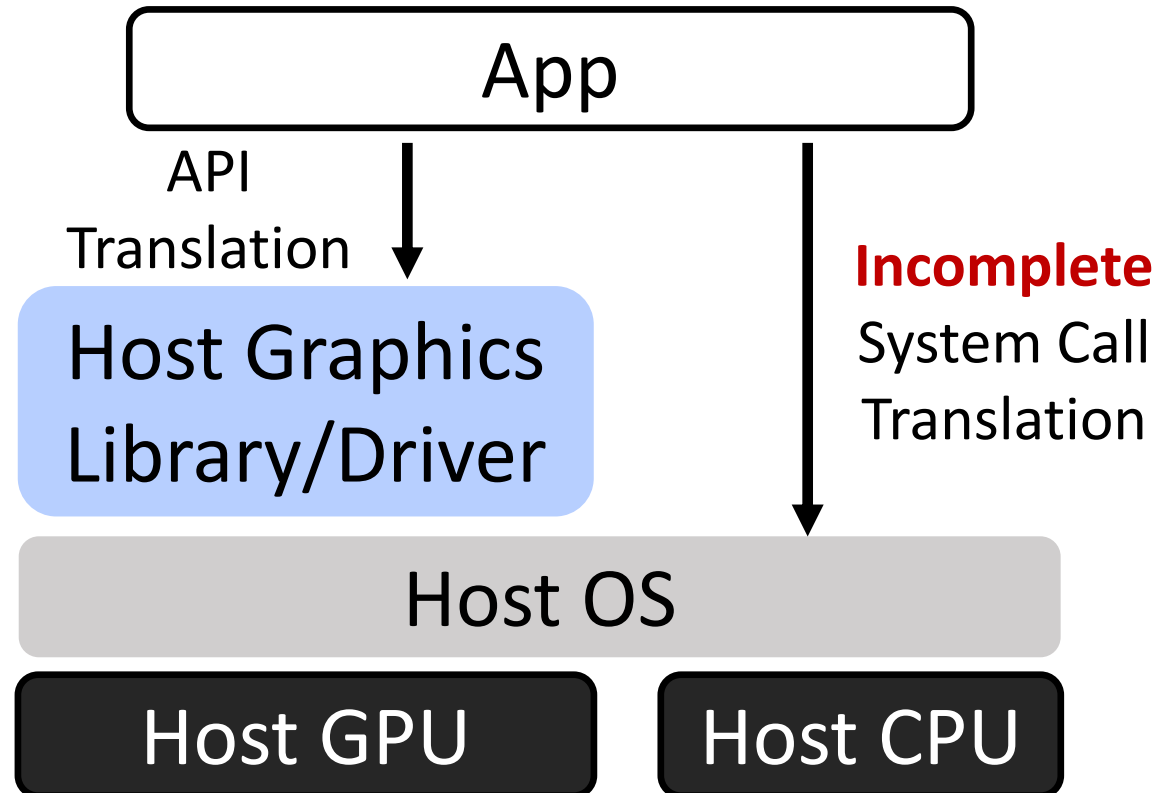 App
API
Translation
Incomplete
System Call
Translation
Host Graphics
Library/Driver
Host OS
Host GPU
Host CPU